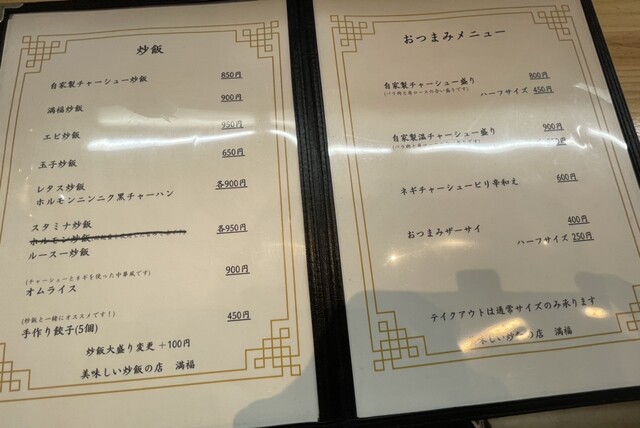 炒飯
自家製チャーシュー炒飯 850円
満福炒飯 900円
エビ炒飯 950円
玉子炒飯 650円
レタス炒飯
ホルモンニンニク黒チャーハン 各900円
スタミナ炒飯
ホルモン炒飯 各950円
ルースー炒飯
(チャーシューとネギを使った中華風です) 900円
オムライス
(炒飯と一緒にオススメです!) 450円
手作り餃子(5個)
炒飯大盛り変更 +100円
美味しい炒飯の店 満福
おつまみメニュー
自家製チャーシュー盛り 800円
ハーフサイズ 450円
自家製温チャーシュー盛り 900円
ネギチャーシューピリ辛和え 600円
おつまみザーサイ 400円
ハーフサイズ 250円
テイクアウトは通常サイズのみ承ります
の店 満福